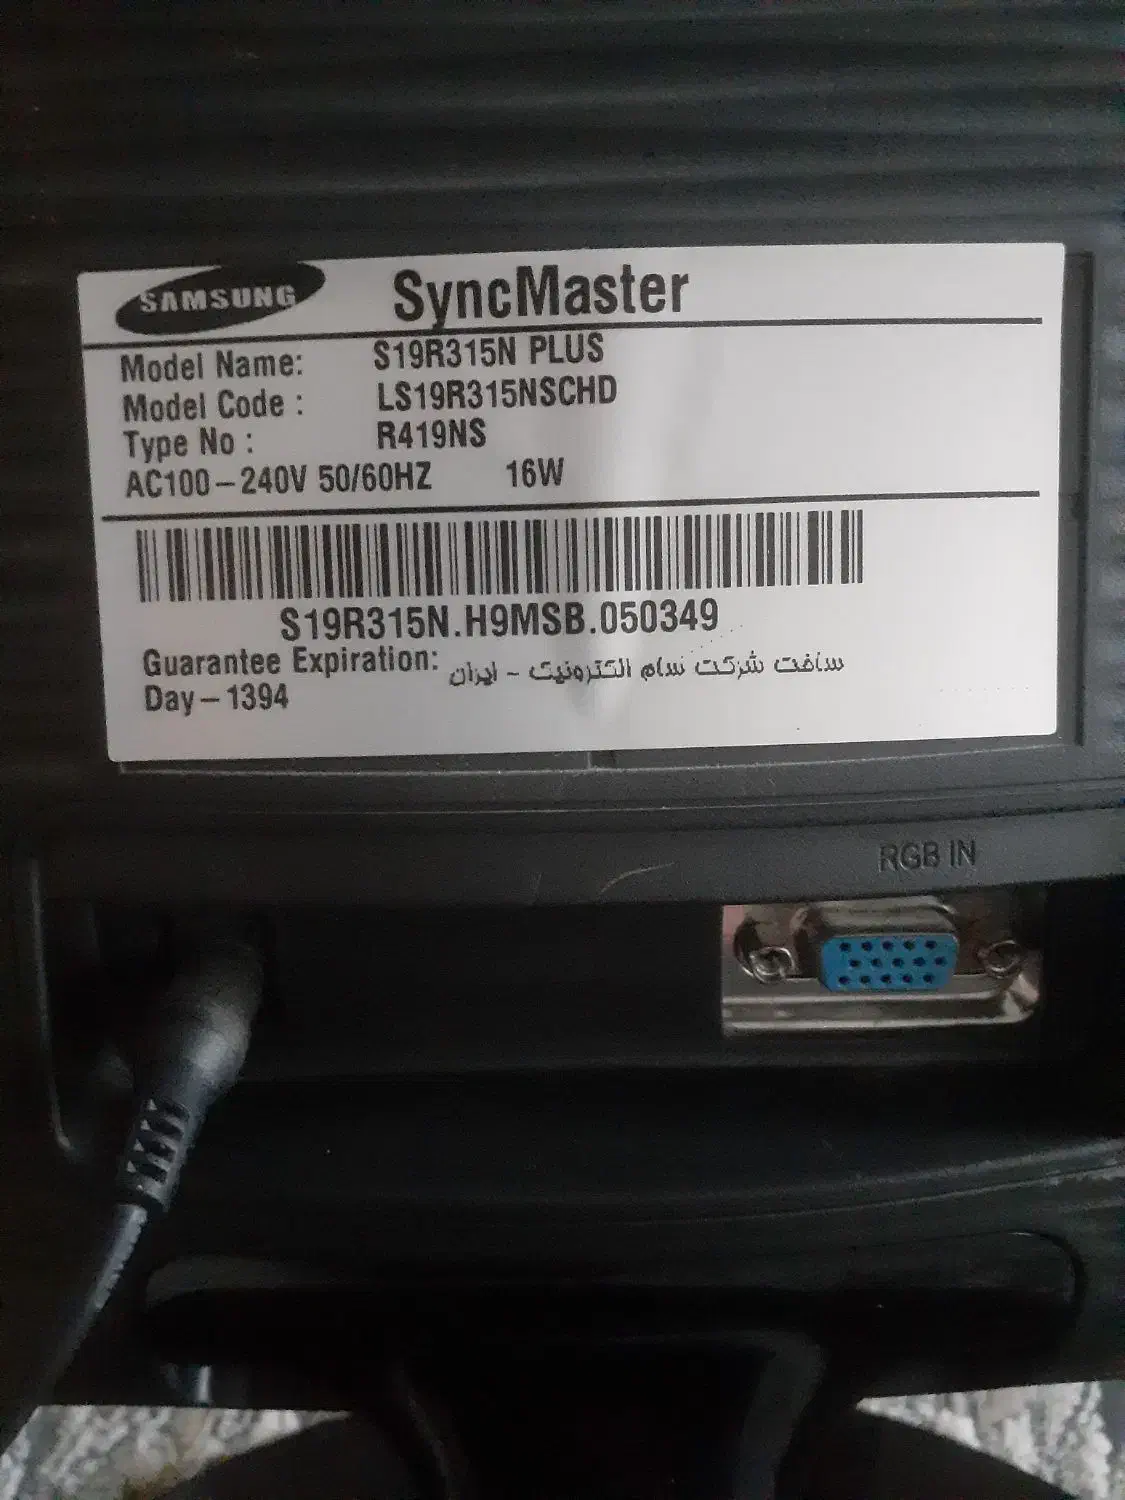 SAMSUNG SyncMaster
Model Name: S19R315N PLUS
Model Code : LS19R315NSCHD
Type No : R419NS
AC100-240V 50/60HZ 16W
S19R315N.H9MSB.050349
Guarantee Expiration: ساخت شرکت سام الکترونیک - ایران
Day-1394
RGB IN